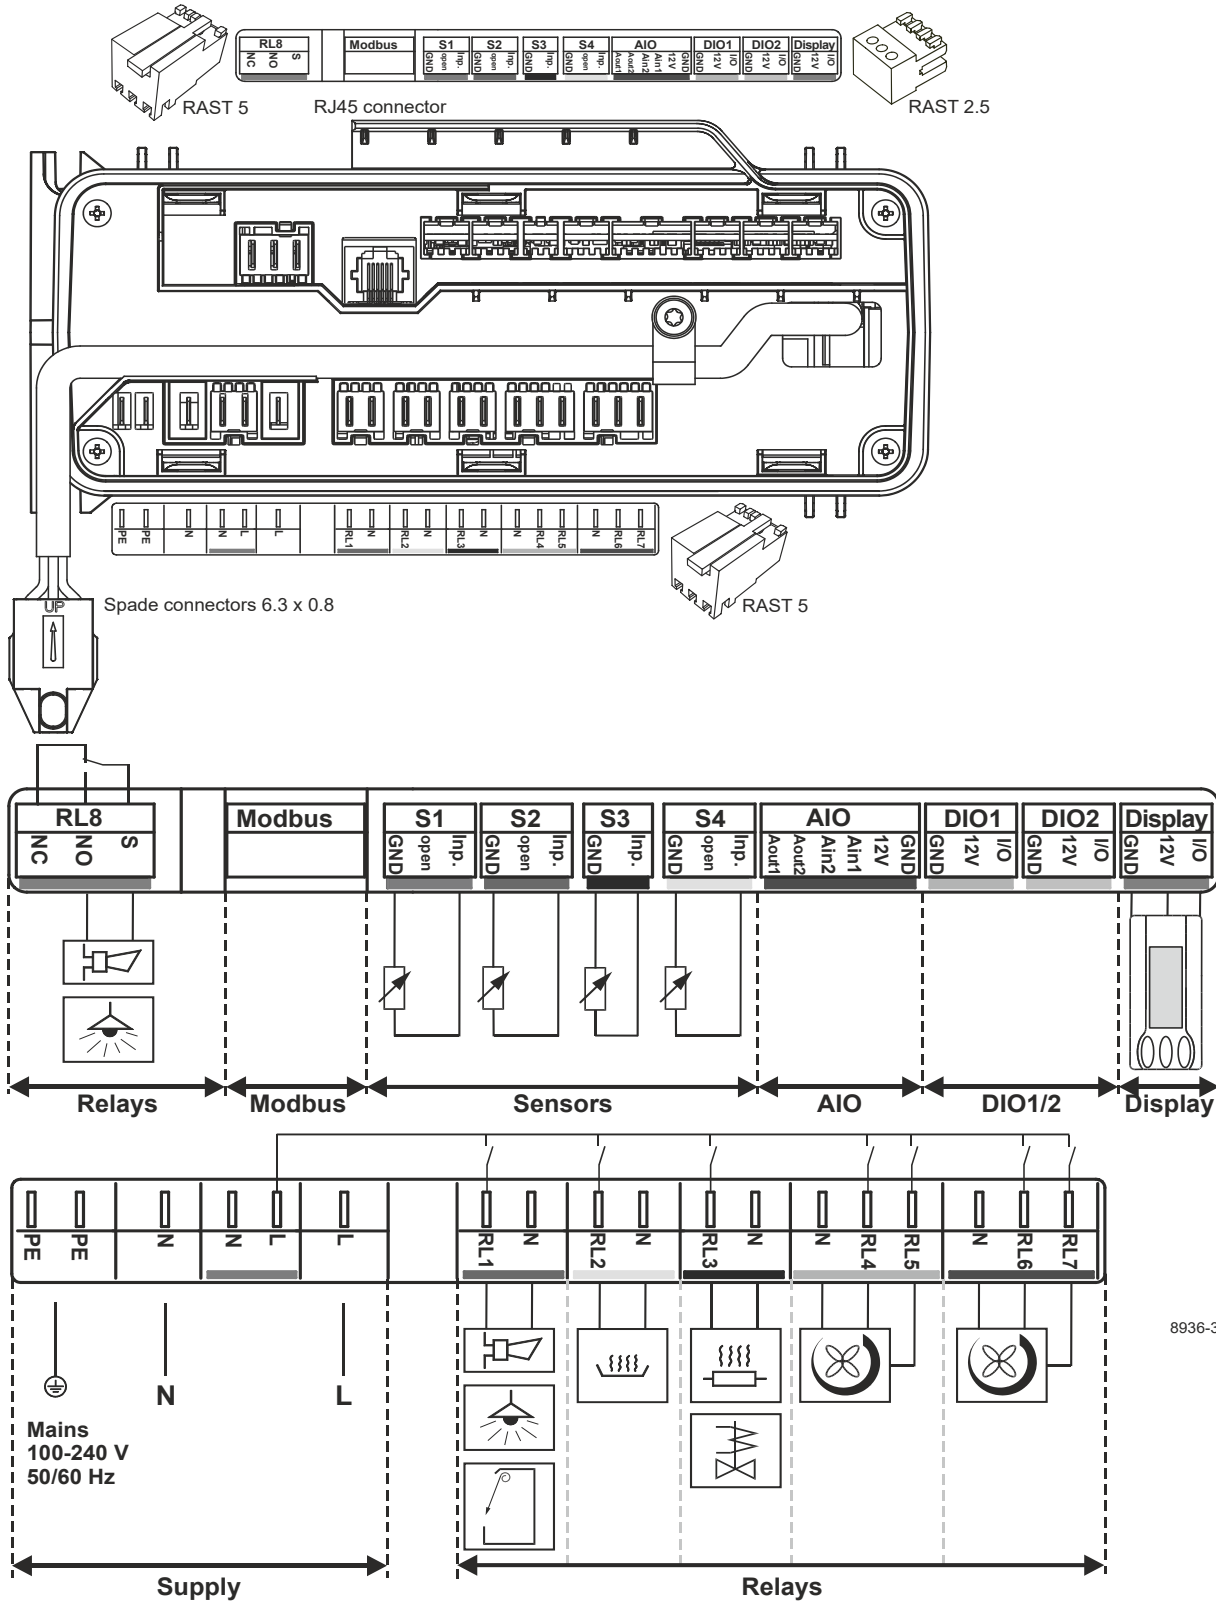 RL8 Modbus S1 S2 S3 S4 AIO DIO1 DIO2 Display
NC NO S GND open Inp. GND open Inp. GND Inp. GND open Inp. Aout1 Aout2 Ain2 Ain1 12V GND GND 12V I/O GND 12V I/O GND 12V I/O
RAST 5
RJ45 connector
RAST 2.5
PE PE N N L L RL1 N RL2 N RL3 N N RL4 RL5 N RL6 RL7
Spade connectors 6.3 x 0.8
RAST 5
UP
RL8 Modbus S1 S2 S3 S4 AIO DIO1 DIO2 Display
NC NO S GND open Inp. GND open Inp. GND Inp. GND open Inp. Aout1 Aout2 Ain2 Ain1 12V GND GND 12V I/O GND 12V I/O GND 12V I/O
Relays Modbus Sensors AIO DIO1/2 Display
PE PE N N L L RL1 N RL2 N RL3 N N RL4 RL5 N RL6 RL7
8936-3
N L
Mains
100-240 V
50/60 Hz
Supply Relays